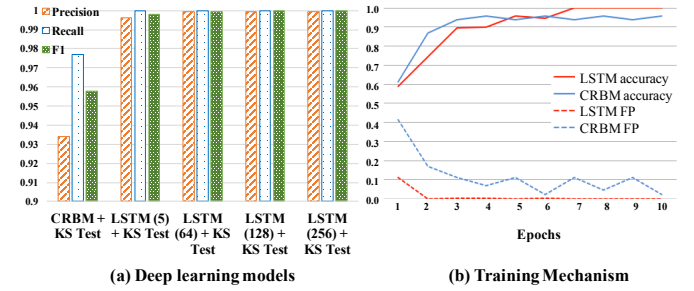 Precision
Recall
F1
1
0.99
0.98
0.97
0.96
0.95
0.94
0.93
0.92
0.91
0.9
CRBM + KS Test
LSTM (5) + KS Test
LSTM (64) + KS Test
LSTM (128) + KS Test
LSTM (256) + KS Test
(a) Deep learning models
1.0
0.9
0.8
0.7
0.6
0.5
0.4
0.3
0.2
0.1
0.0
LSTM accuracy
CRBM accuracy
LSTM FP
CRBM FP
1 2 3 4 5 6 7 8 9 10
Epochs
(b) Training Mechanism